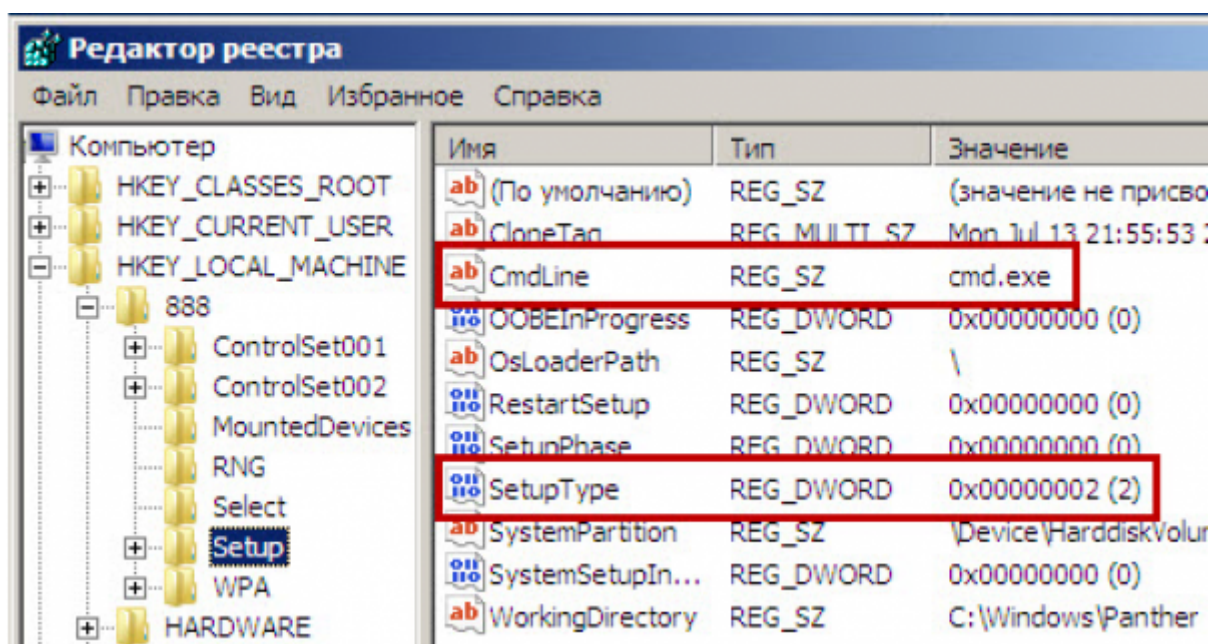 Редактор реестра
Файл Правка Вид Избранное Справка
Компьютер
HKEY_CLASSES_ROOT
HKEY_CURRENT_USER
HKEY_LOCAL_MACHINE
888
ControlSet001
ControlSet002
MountedDevices
RNG
Select
Setup
WPA
HARDWARE
Имя Тип Значение
(По умолчанию) REG_SZ (значение не присво
CloneTag REG_MULTI_SZ Mon Jul 13 21:55:53 2
CmdLine REG_SZ cmd.exe
OOBEInProgress REG_DWORD 0x00000000 (0)
OsLoaderPath REG_SZ \
RestartSetup REG_DWORD 0x00000000 (0)
SetupPhase REG_DWORD 0x00000000 (0)
SetupType REG_DWORD 0x00000002 (2)
SystemPartition REG_SZ \Device\HarddiskVolum
SystemSetupIn... REG_DWORD 0x00000000 (0)
WorkingDirectory REG_SZ C:\Windows\Panther